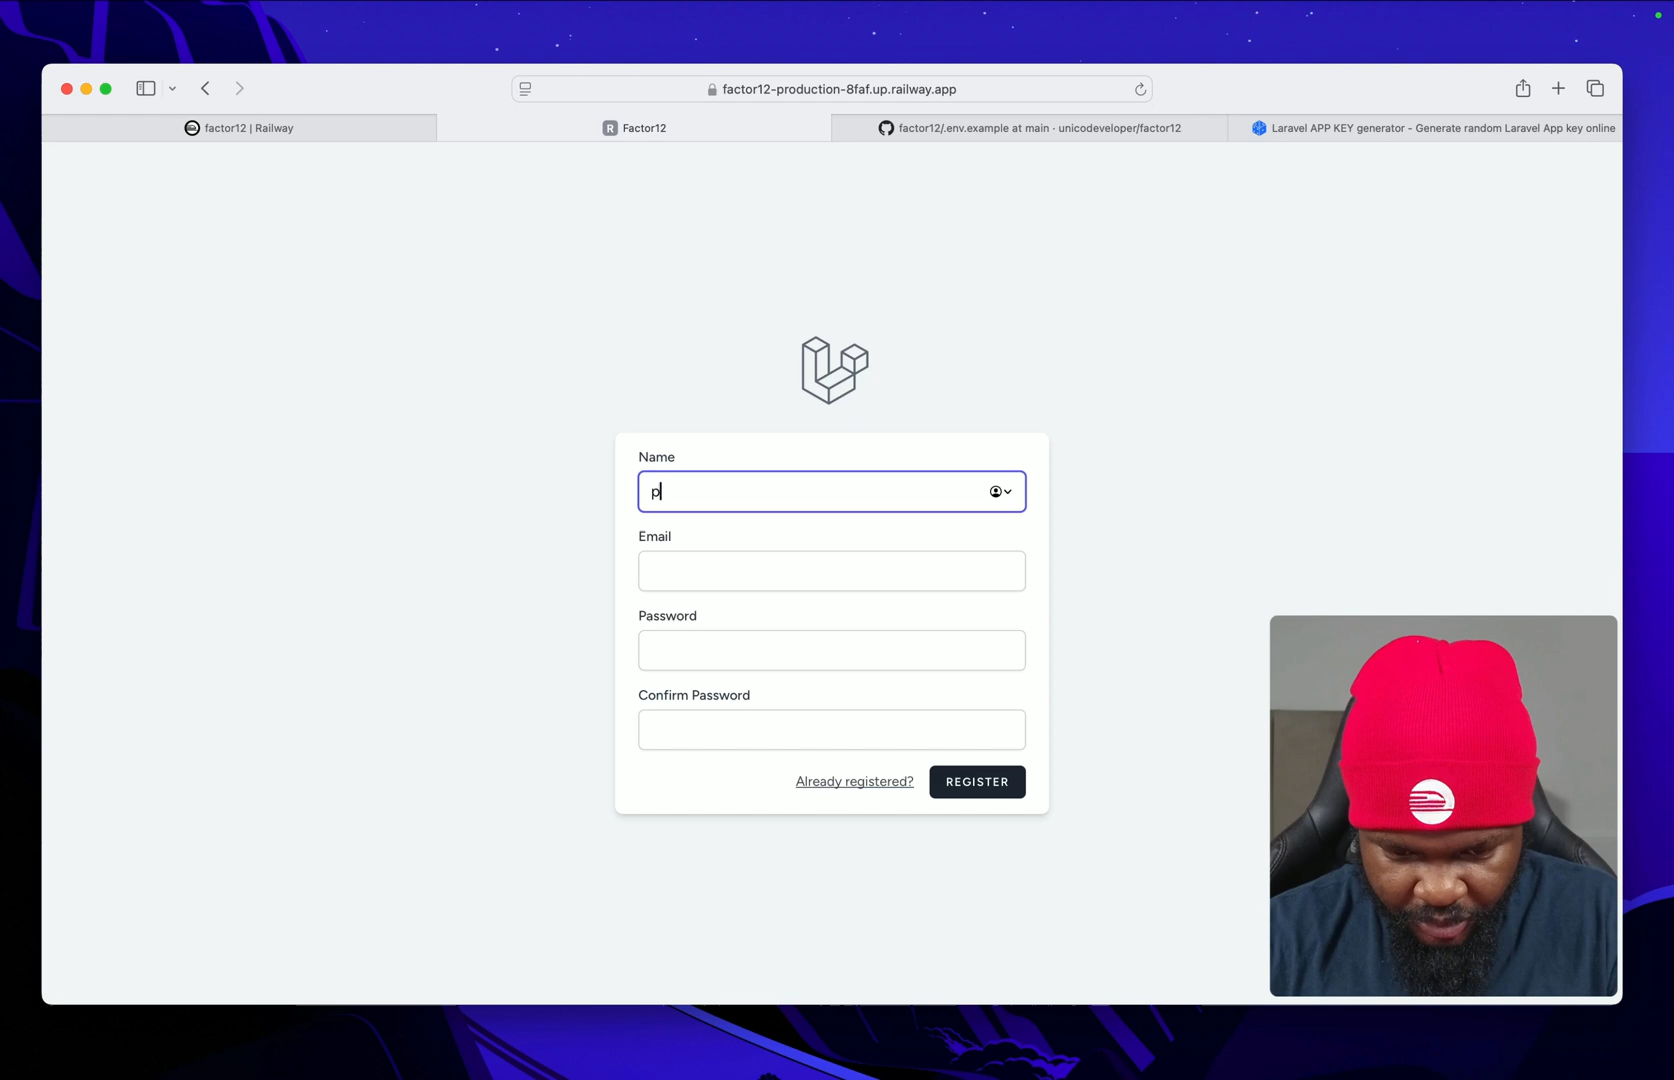 factor12-production-8faf.up.railway.app
factor12 | Railway
R Factor12
factor12/.env.example at main · unicodeveloper/factor12
Laravel APP KEY generator - Generate random Laravel App key online
Name
p
Email
Password
Confirm Password
Already registered?
REGISTER